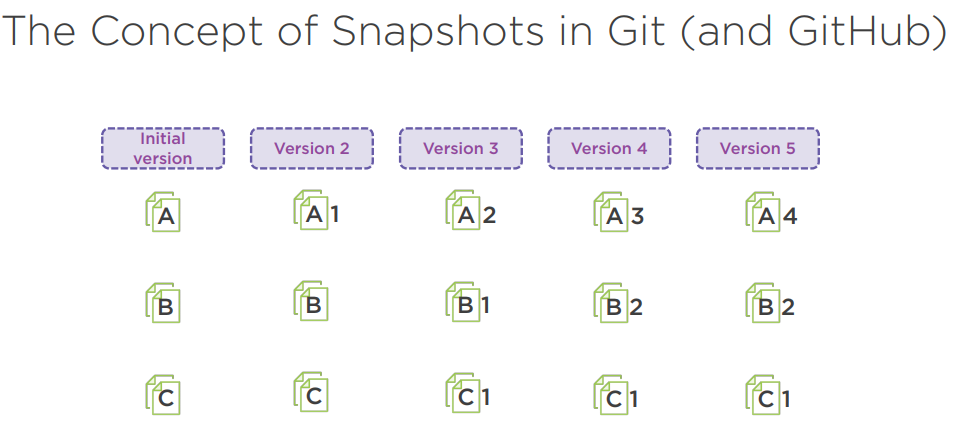 The Concept of Snapshots in Git (and GitHub)
Initial
version
Version 2
Version 3
Version 4
Version 5
A
A1
A2
A3
A4
B
B
B1
B2
B2
C
C
C1
C1
C1